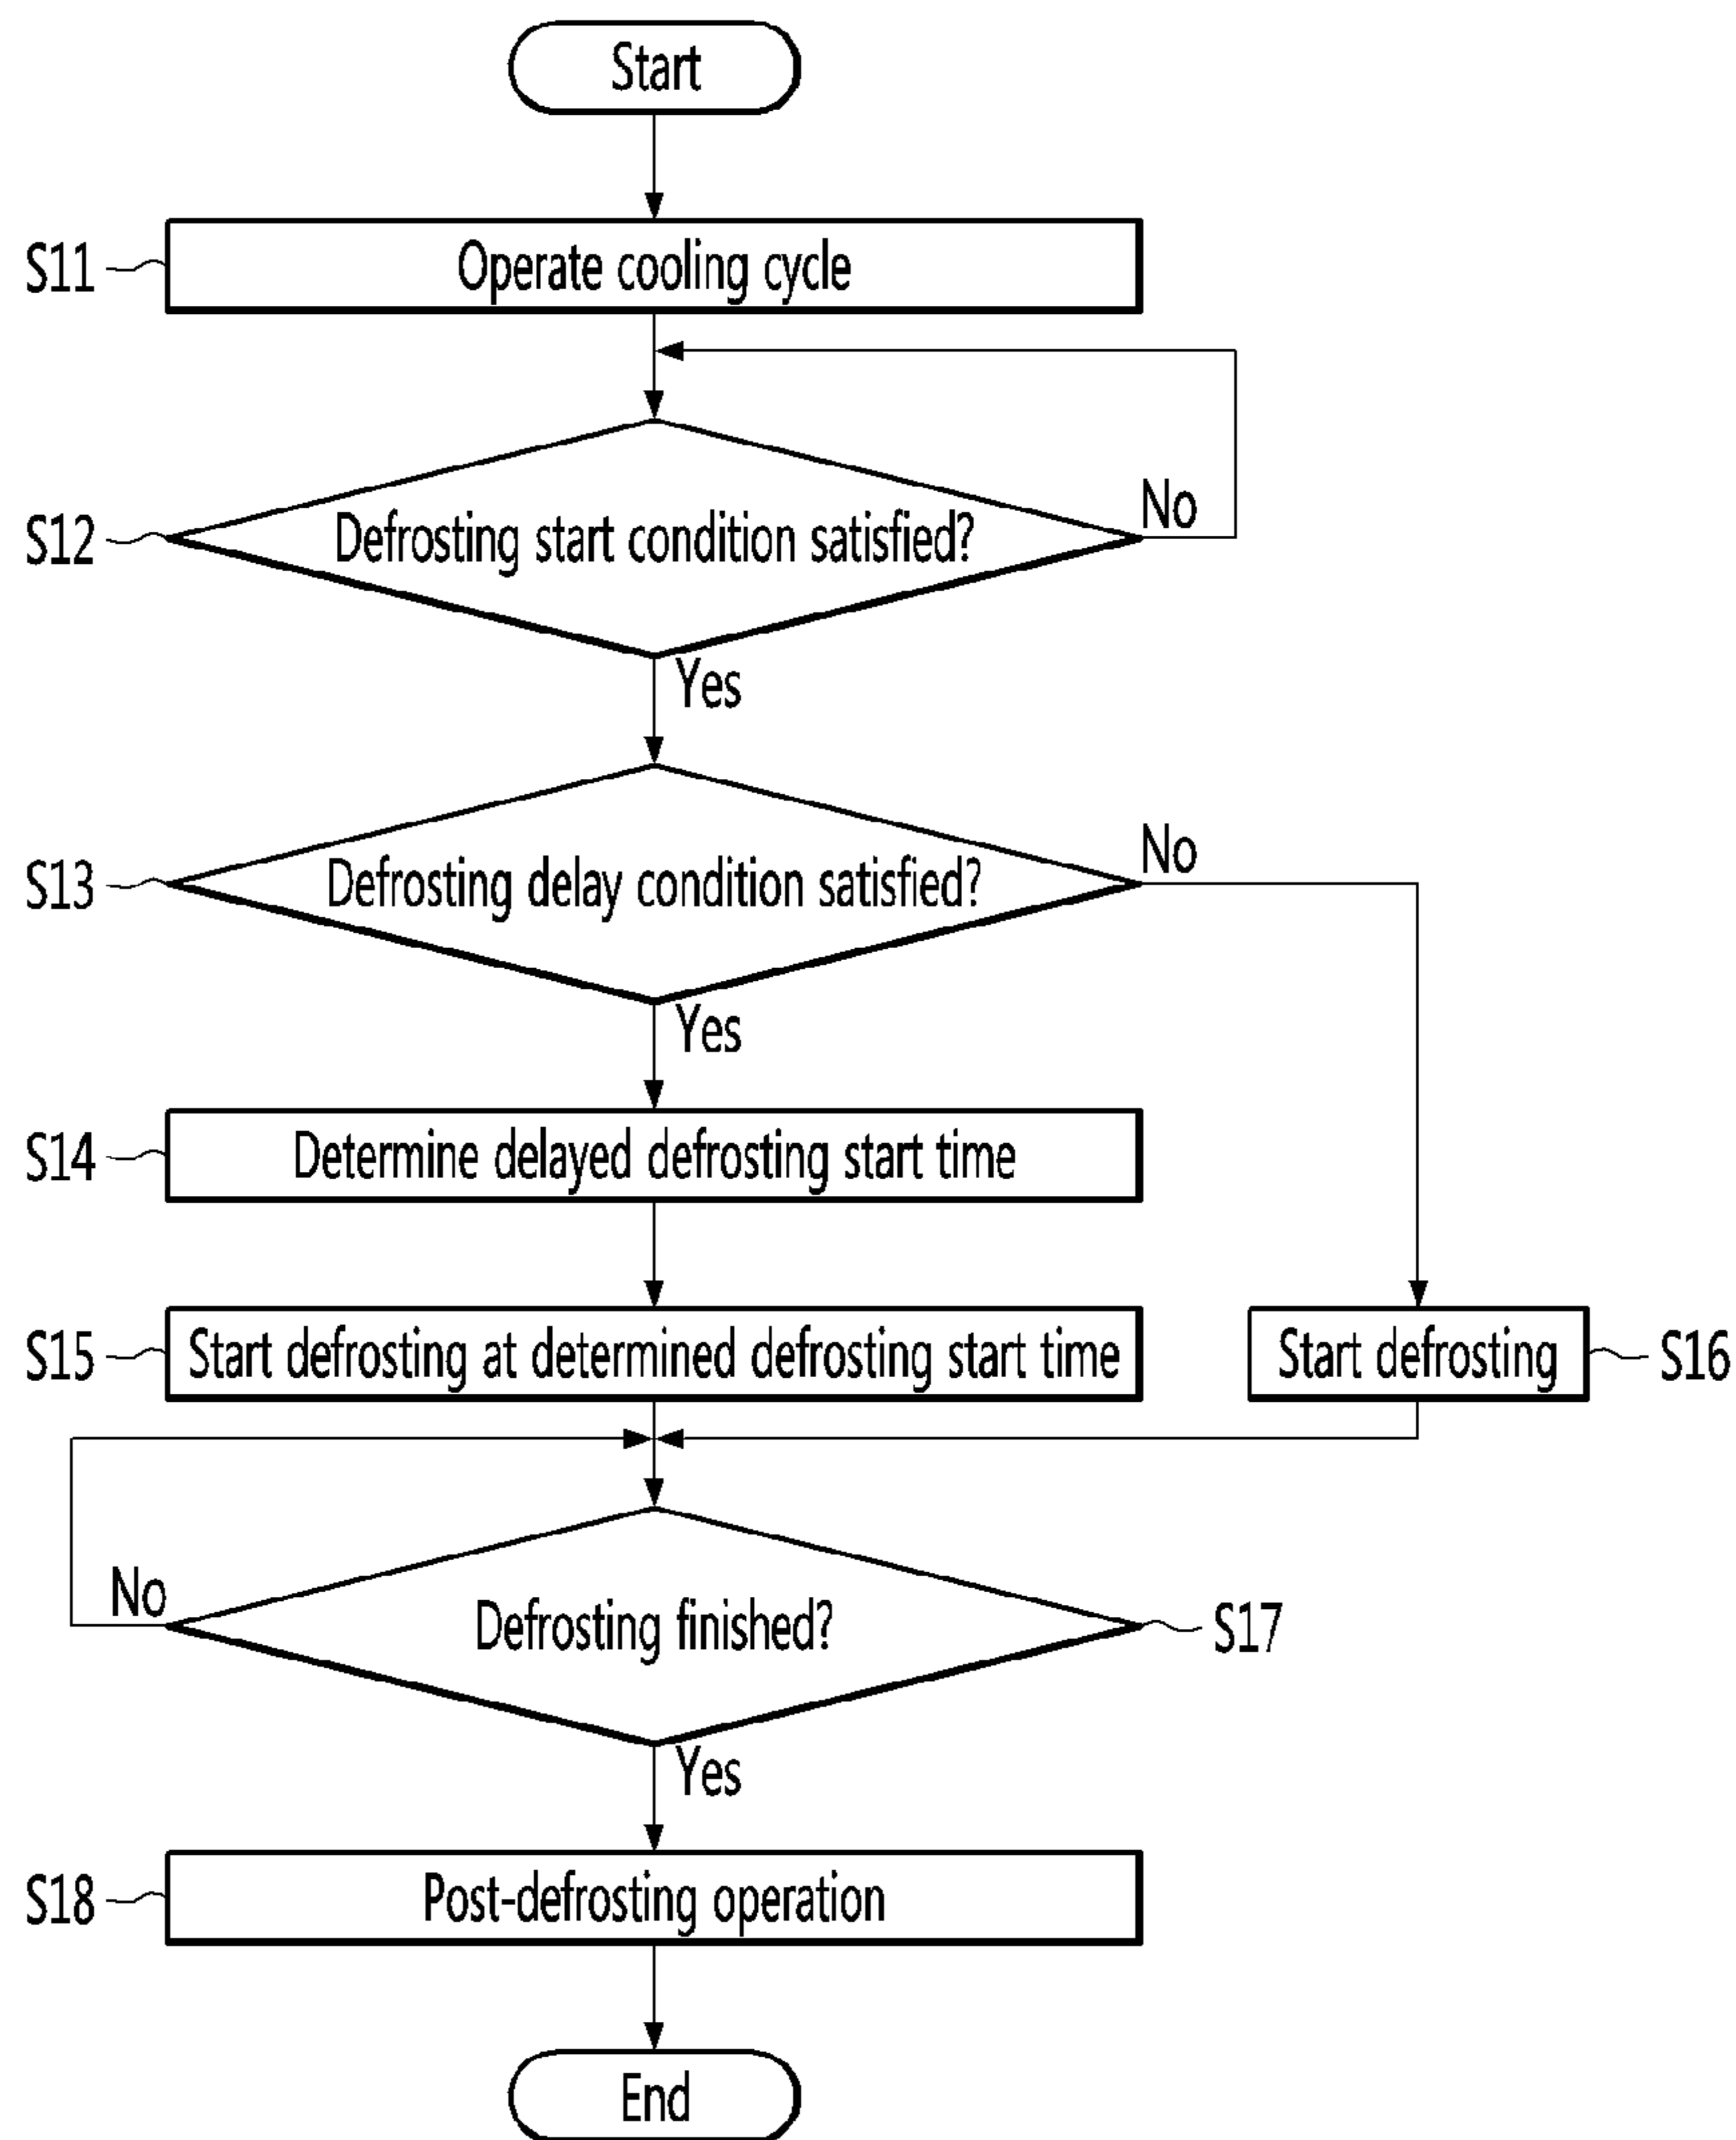 Start
S11
Operate cooling cycle
No
S12
Defrosting start condition satisfied?
Yes
No
S13
Defrosting delay condition satisfied?
Yes
S14
Determine delayed defrosting start time
S15
Start defrosting at determined defrosting start time
Start defrosting
S16
No
Defrosting finished?
S17
Yes
S18
Post-defrosting operation
End